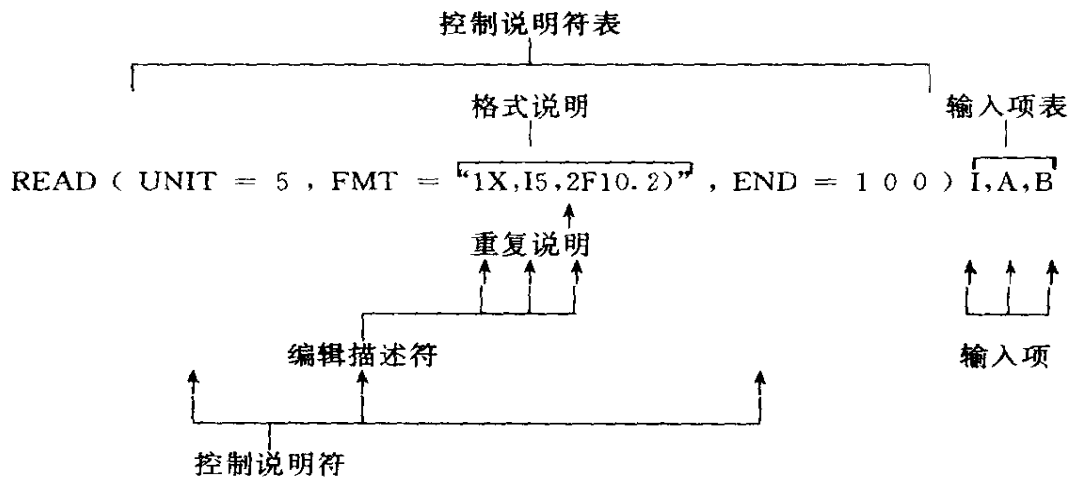 控制说明符表
格式说明 输入项表
READ ( UNIT = 5 , FMT = “1X,I5,2F10.2)” , END = 1 0 0 ) I,A,B
重复说明
编辑描述符 输入项
控制说明符